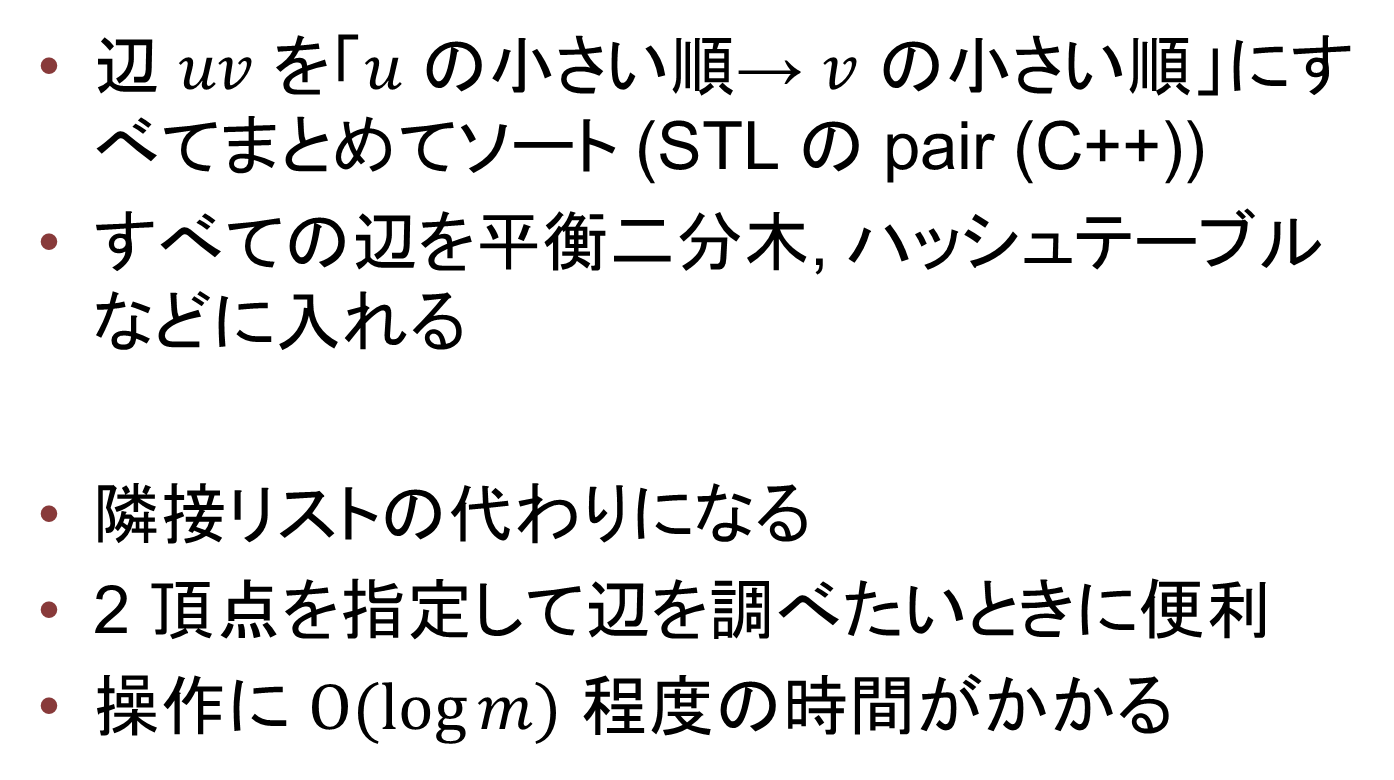 • 辺 𝑢𝑣 を「𝑢 の小さい順→ 𝑣 の小さい順」にす
べてまとめてソート (STL の pair (C++))
• すべての辺を平衡二分木, ハッシュテーブル
などに入れる
• 隣接リストの代わりになる
• 2 頂点を指定して辺を調べたいときに便利
• 操作に O(log 𝑚) 程度の時間がかかる